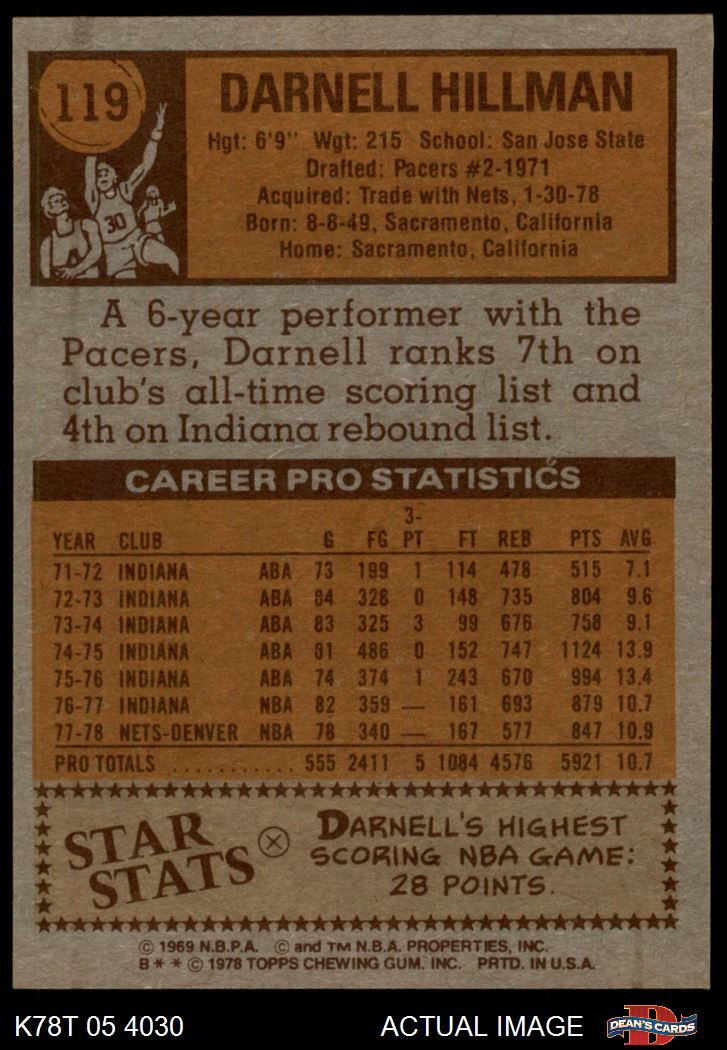 119
30
DARNELL HILLMAN
Hgt: 6'9" Wgt: 215 School: San Jose State
Drafted: Pacers #2-1971
Acquired: Trade with Nets, 1-30-78
Born: 8-8-49, Sacramento, California
Home: Sacramento, California
A 6-year performer with the
Pacers, Darnell ranks 7th on
club's all-time scoring list and
4th on Indiana rebound list.
CAREER PRO STATISTICS
YEAR CLUB G FG 3-PT FT REB PTS AVG
71-72 INDIANA ABA 73 199 1 114 478 515 7.1
72-73 INDIANA ABA 84 328 0 148 735 804 9.6
73-74 INDIANA ABA 83 325 3 99 676 758 9.1
74-75 INDIANA ABA 81 486 0 152 747 1124 13.9
75-76 INDIANA ABA 74 374 1 243 670 994 13.4
76-77 INDIANA NBA 82 359 — 161 693 879 10.7
77-78 NETS-DENVER NBA 78 340 — 167 577 847 10.9
PRO TOTALS ........... 555 2411 5 1084 4576 5921 10.7
STAR
STATS
DARNELL'S HIGHEST
SCORING NBA GAME:
28 POINTS.
© 1969 N.B.P.A. © and TM N.B.A. PROPERTIES, INC.
B * * © 1978 TOPPS CHEWING GUM. INC. PRTD. IN U.S.A.
K78T 05 4030 ACTUAL IMAGE DEAN'S CARDS